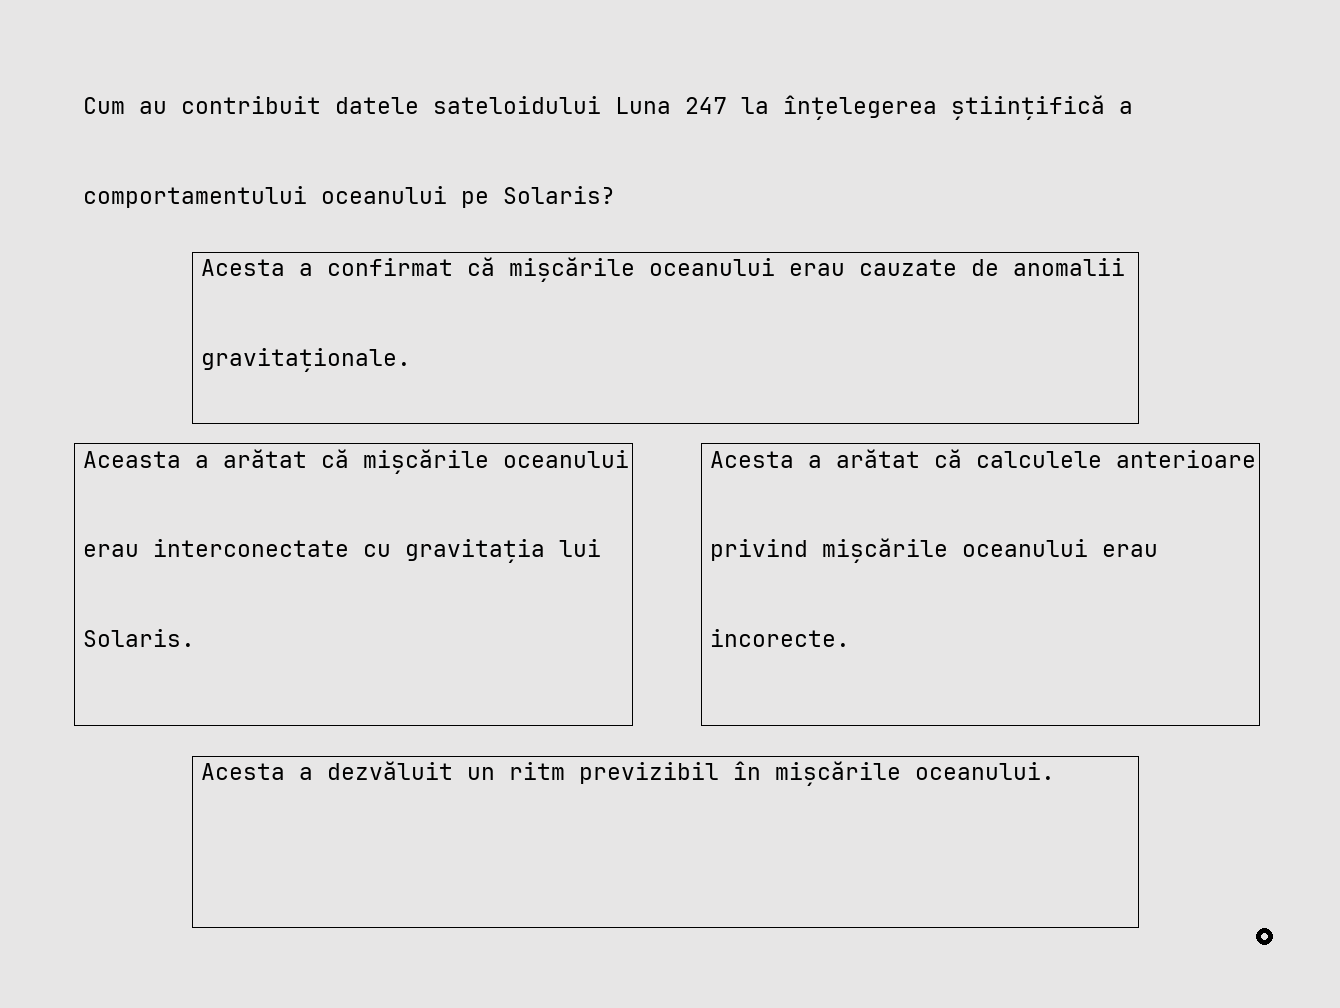 Cum au contribuit datele sateloidului Luna 247 la înțelegerea științifică a
comportamentului oceanului pe Solaris?
Acesta a confirmat că mișcările oceanului erau cauzate de anomalii
gravitaționale.
Aceasta a arătat că mișcările oceanului
erau interconectate cu gravitația lui
Solaris.
Acesta a arătat că calculele anterioare
privind mișcările oceanului erau
incorecte.
Acesta a dezvăluit un ritm previzibil în mișcările oceanului.